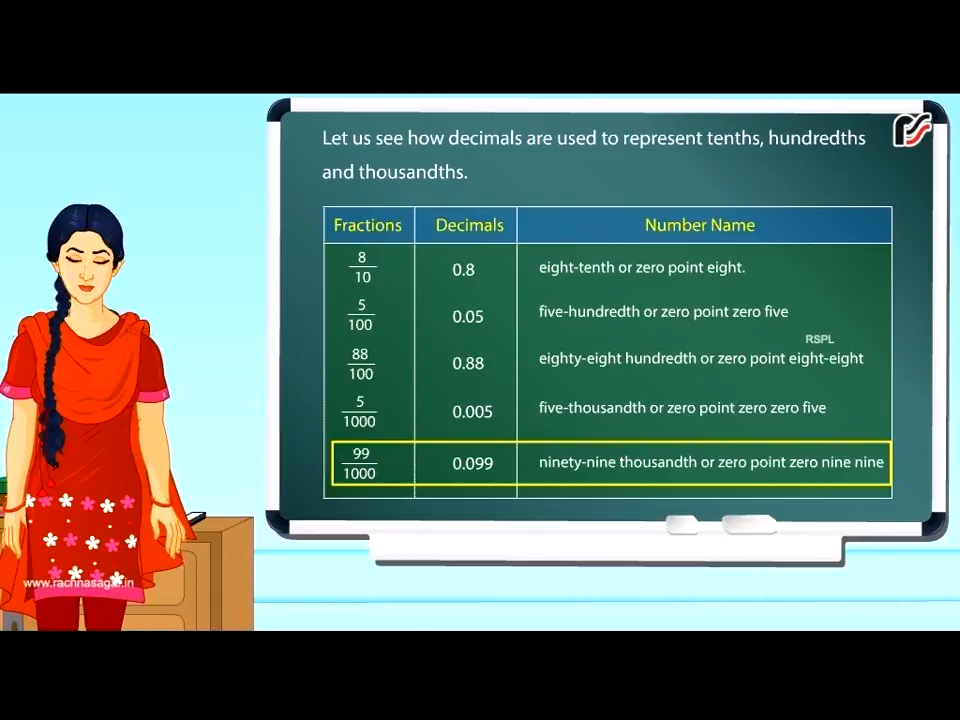 Let us see how decimals are used to represent tenths, hundredths
and thousandths.
Fractions Decimals Number Name
8/10 0.8 eight-tenth or zero point eight.
5/100 0.05 five-hundredth or zero point zero five
RSPL
88/100 0.88 eighty-eight hundredth or zero point eight-eight
5/1000 0.005 five-thousandth or zero point zero zero five
99/1000 0.099 ninety-nine thousandth or zero point zero nine nine
www.rachnasagar.in